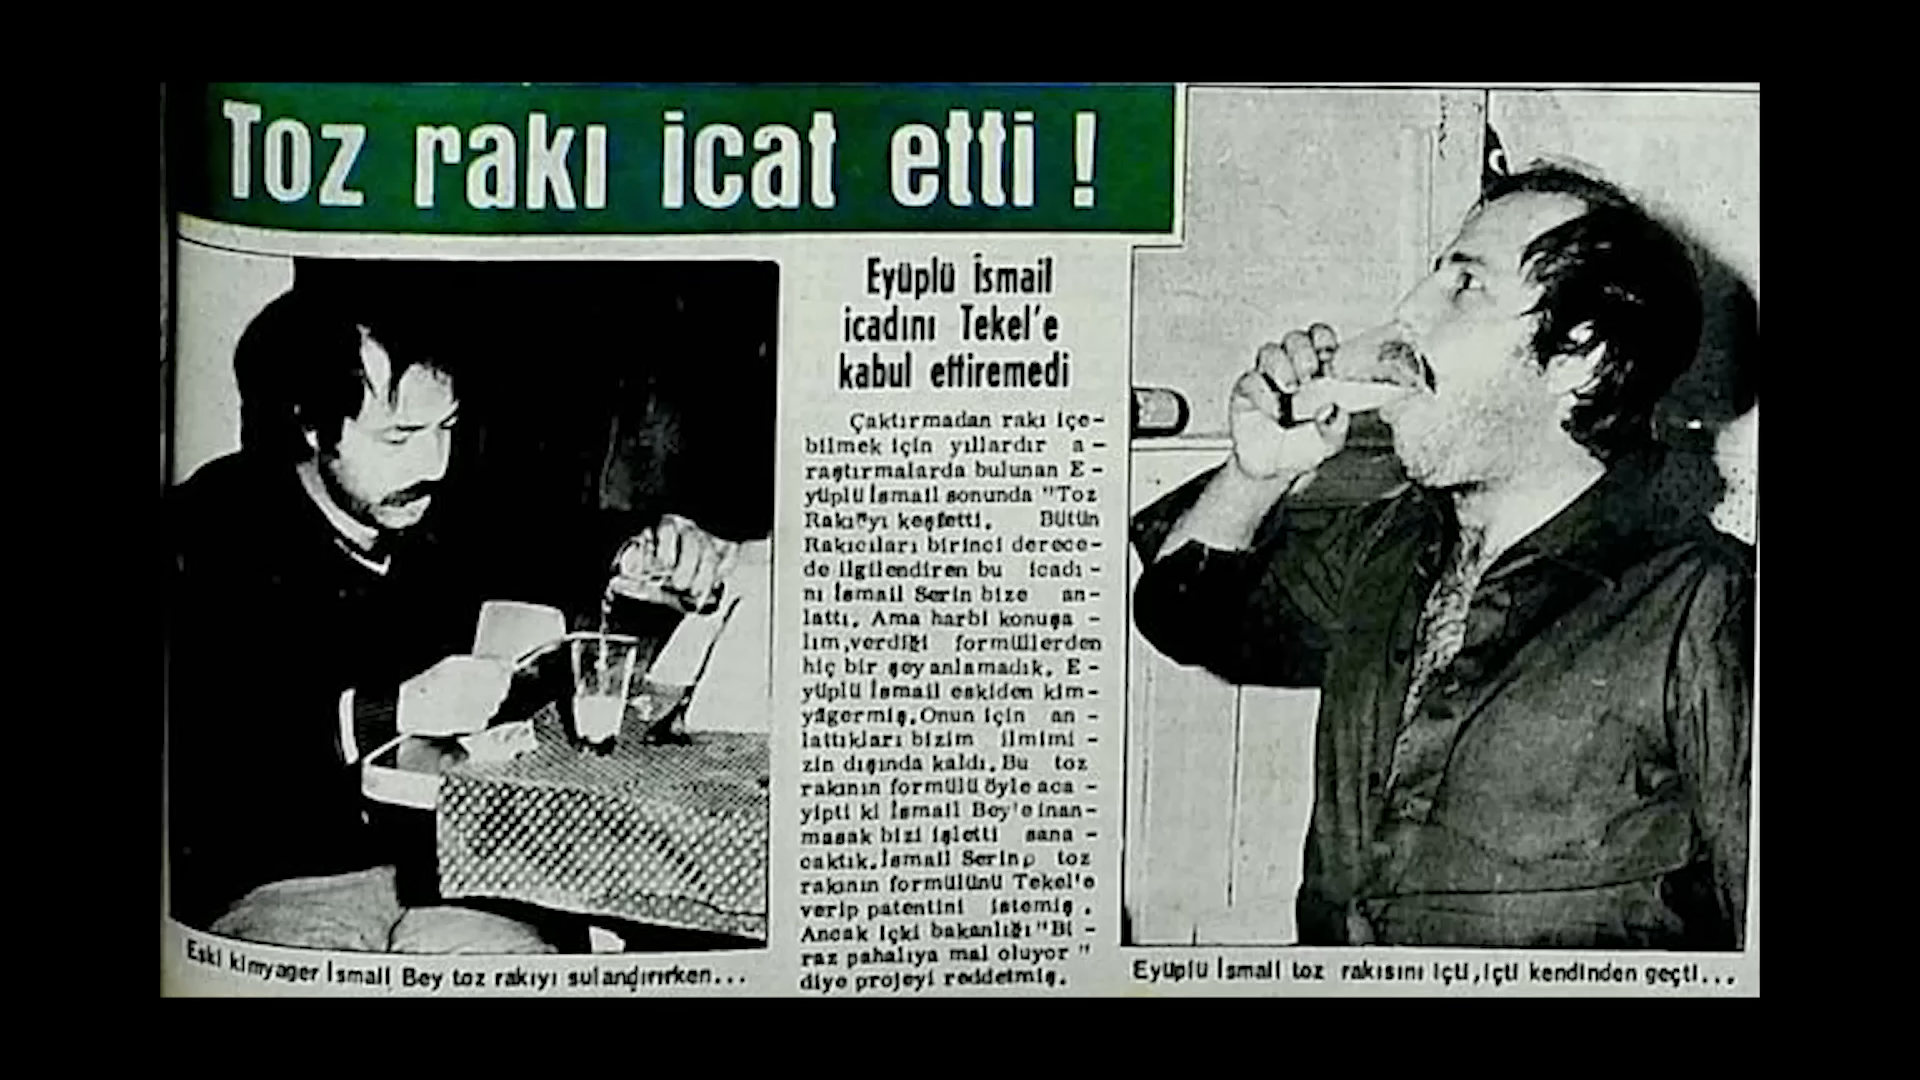 Toz rakı icat etti !
Eyüplü İsmail
icadını Tekel'e
kabul ettiremedi
Çaktırmadan rakı içe-
bilmek için yıllardır a-
raştırmalarda bulunan E-
yüplü İsmail sonunda "Toz
Rakı"yı keşfetti. Bütün
Rakıcıları birinci derece-
de ilgilendiren bu icadı-
nı İsmail Serin bize an-
lattı. Ama harbi konuşa-
lım,verdiği formüllerden
hiç bir şey anlamadık. E-
yüplü İsmail eskiden kim-
yâgermiş.Onun için an-
lattıkları bizim ilmimi-
zin dışında kaldı. Bu toz
rakının formülü öyle aca-
yipti ki İsmail Bey'e inan-
masak bizi işletti sana-
caktık. İsmail Serin, toz
rakının formülünü Tekel'e
verip patentini istemiş.
Ancak içki bakanlığı "Bi-
raz pahalıya mal oluyor"
diye projeyi reddetmiş.
Eski kimyager İsmail Bey toz rakıyı sulandırırken...
Eyüplü İsmail toz rakısını içti,içti kendinden geçti...